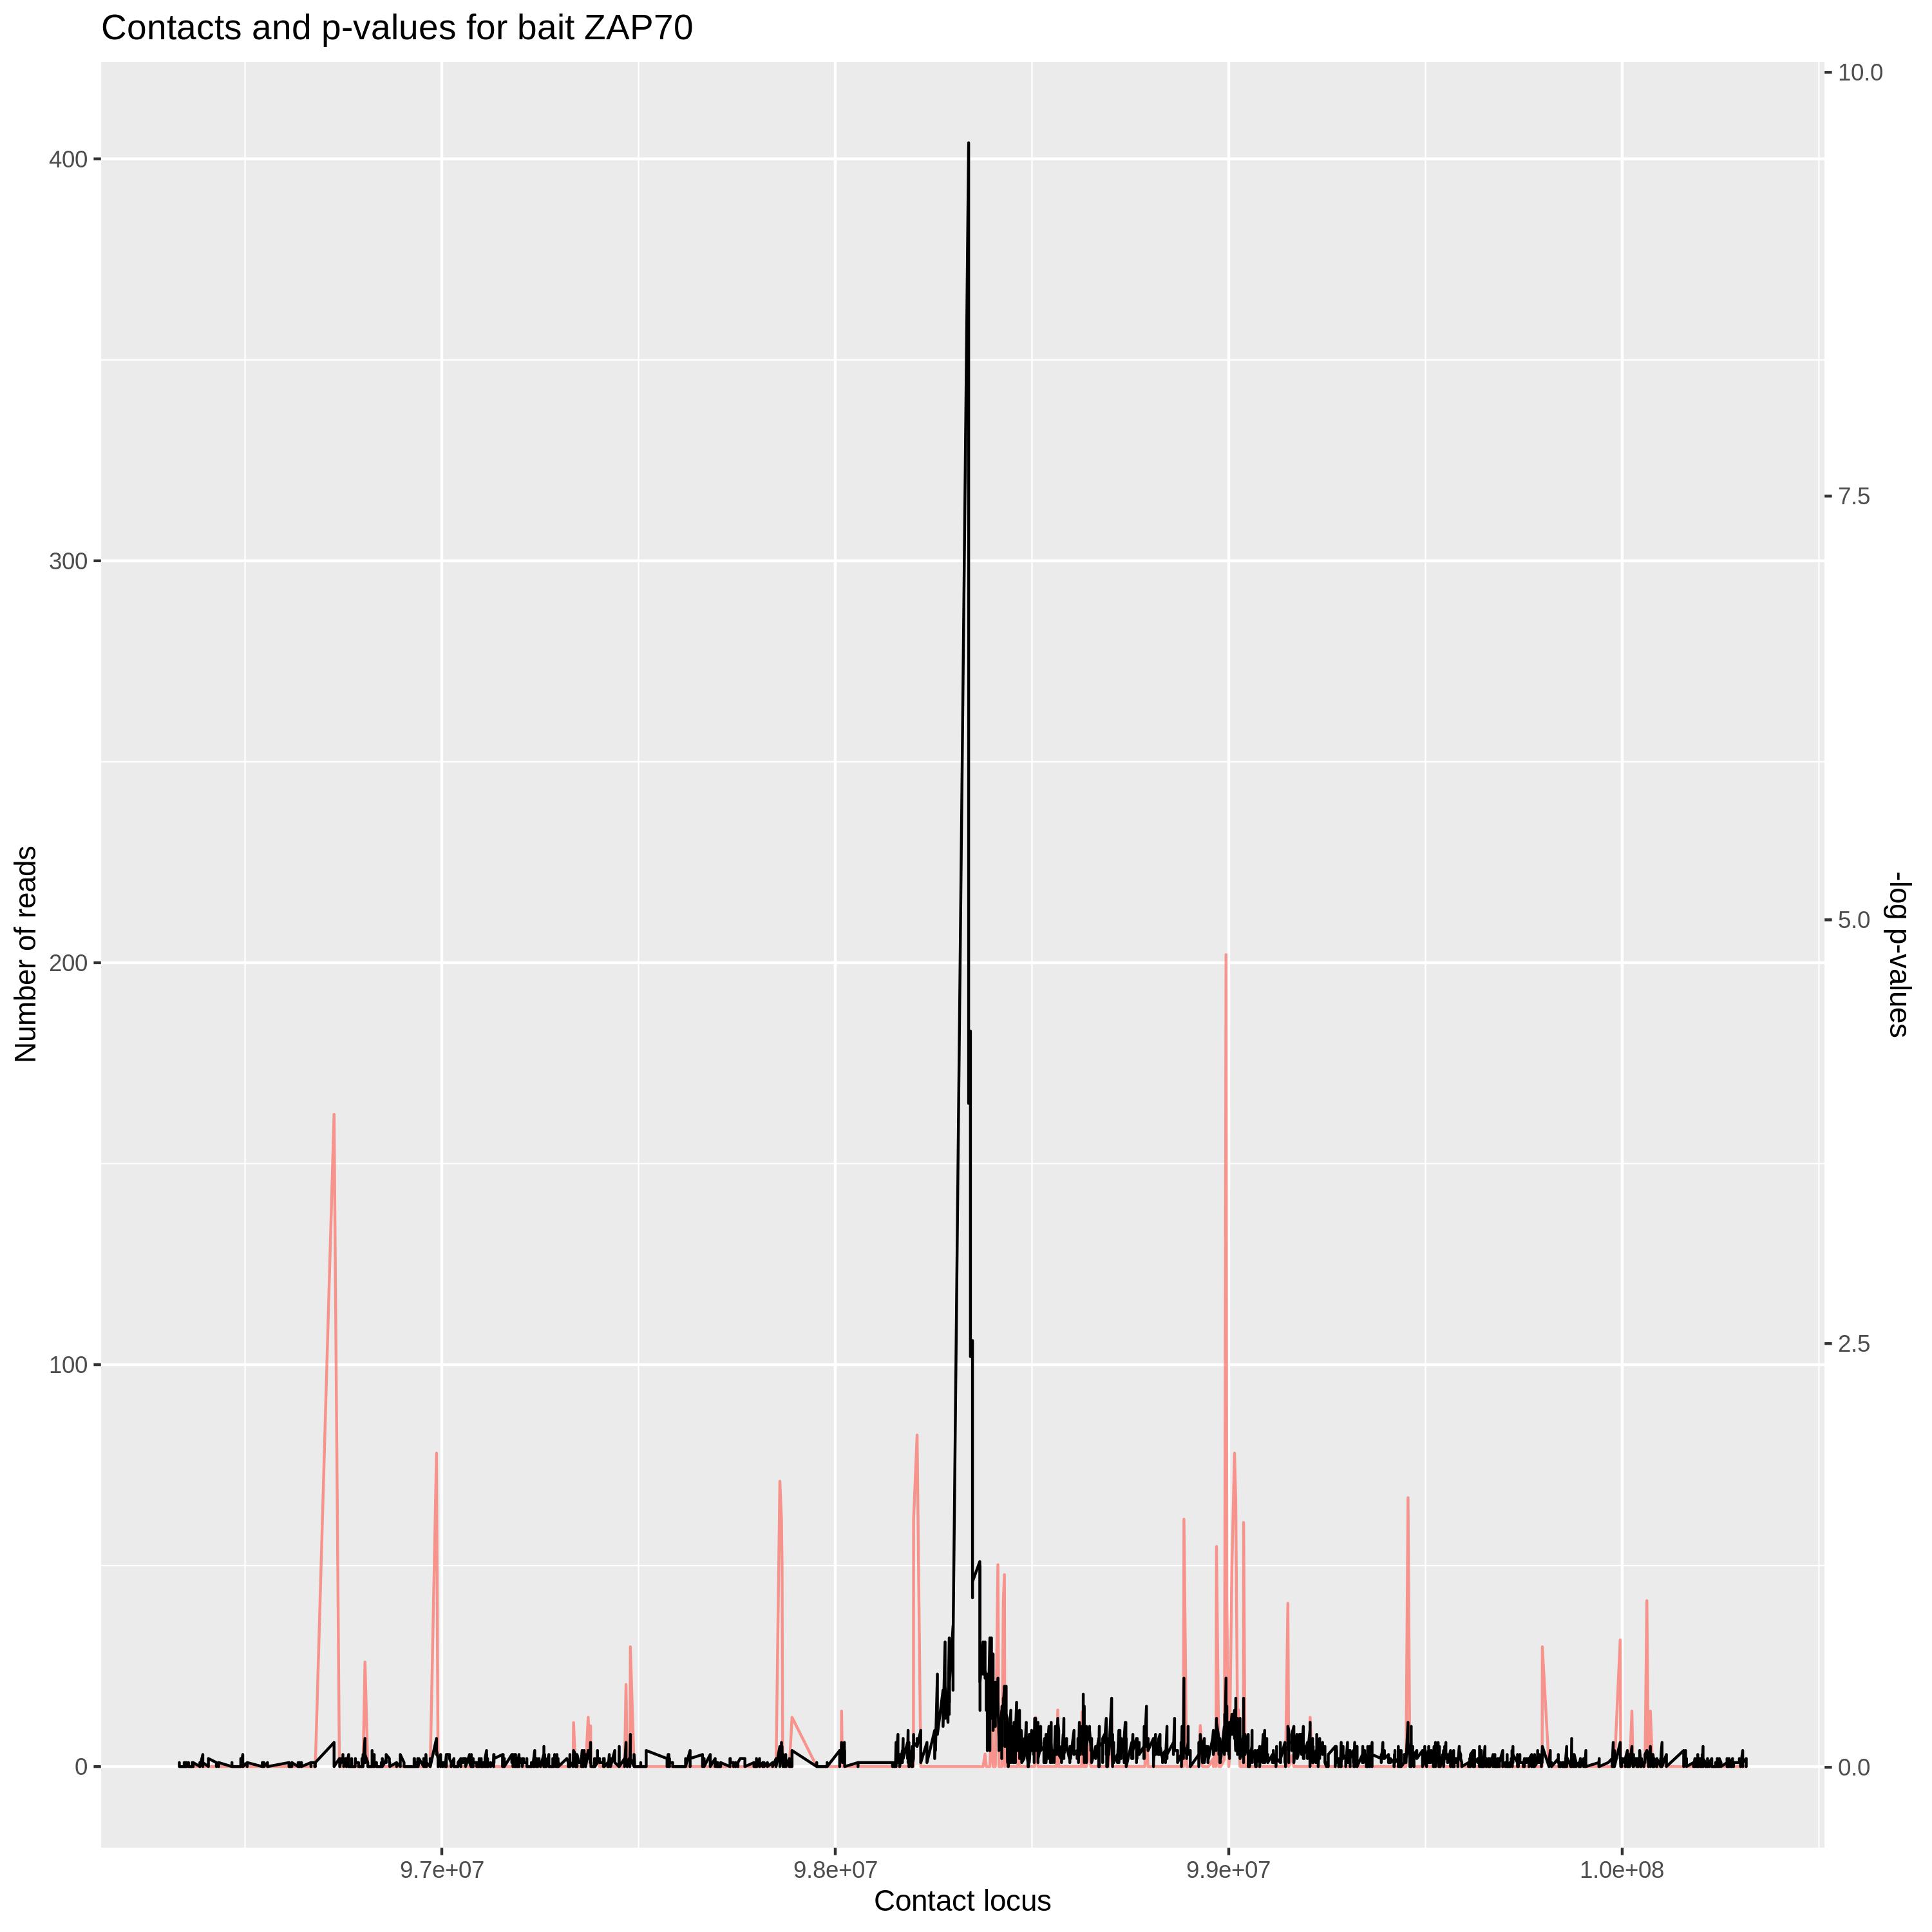 Contacts and p-values for bait ZAP70
400
300
200
100
0
Number of reads
10.0
7.5
5.0
2.5
0.0
-log p-values
9.7e+07
9.8e+07
9.9e+07
1.0e+08
Contact locus